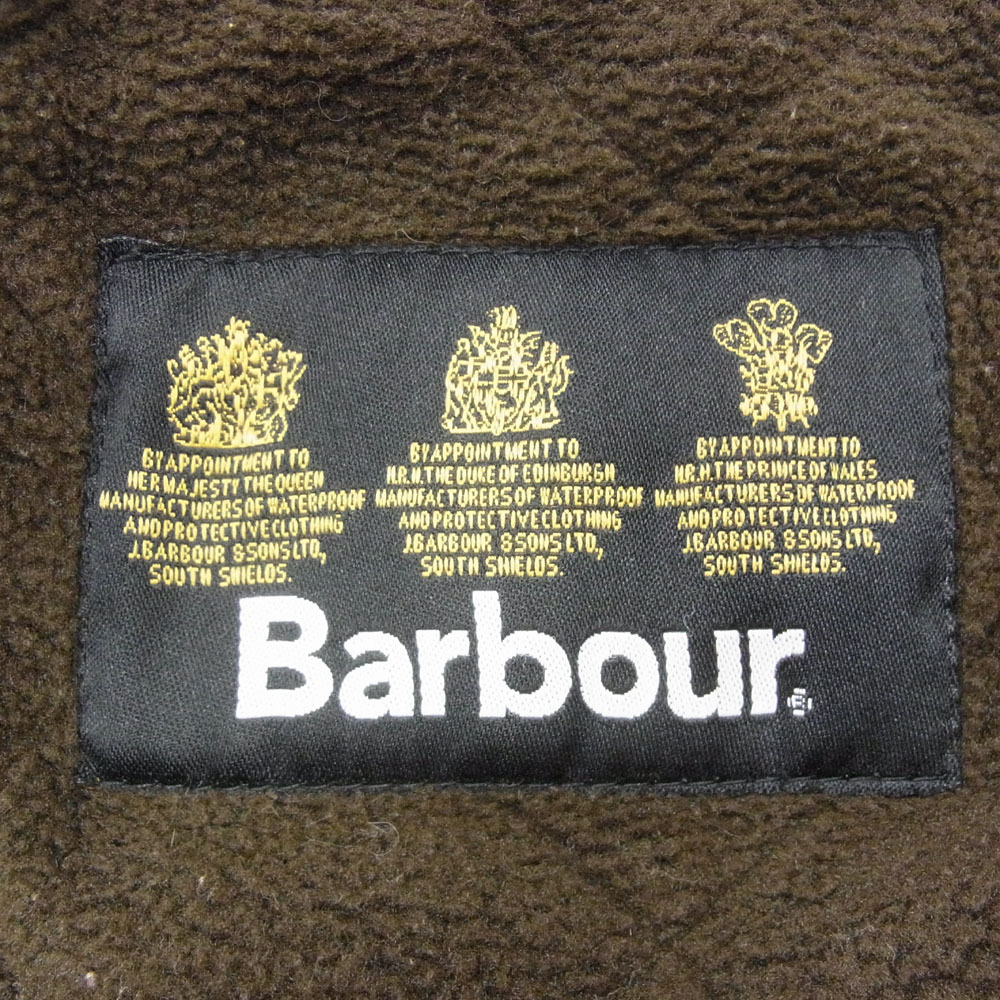 BY APPOINTMENT TO
HER MAJESTY THE QUEEN
MANUFACTURERS OF WATERPROOF
AND PROTECTIVE CLOTHING
J.BARBOUR & SONS LTD,
SOUTH SHIELDS.
BY APPOINTMENT TO
H.R.H. THE DUKE OF EDINBURGH
MANUFACTURERS OF WATERPROOF
AND PROTECTIVE CLOTHING
J.BARBOUR & SONS LTD,
SOUTH SHIELDS.
BY APPOINTMENT TO
H.R.H. THE PRINCE OF WALES
MANUFACTURERS OF WATERPROOF
AND PROTECTIVE CLOTHING
J.BARBOUR & SONS LTD,
SOUTH SHIELDS.
Barbour®